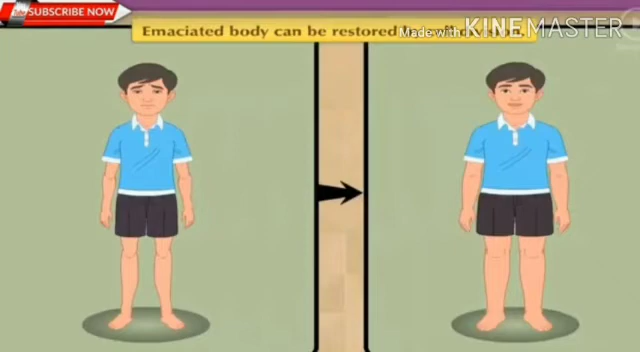 SUBSCRIBE NOW
Emaciated body can be restored
Made with KINEMASTER